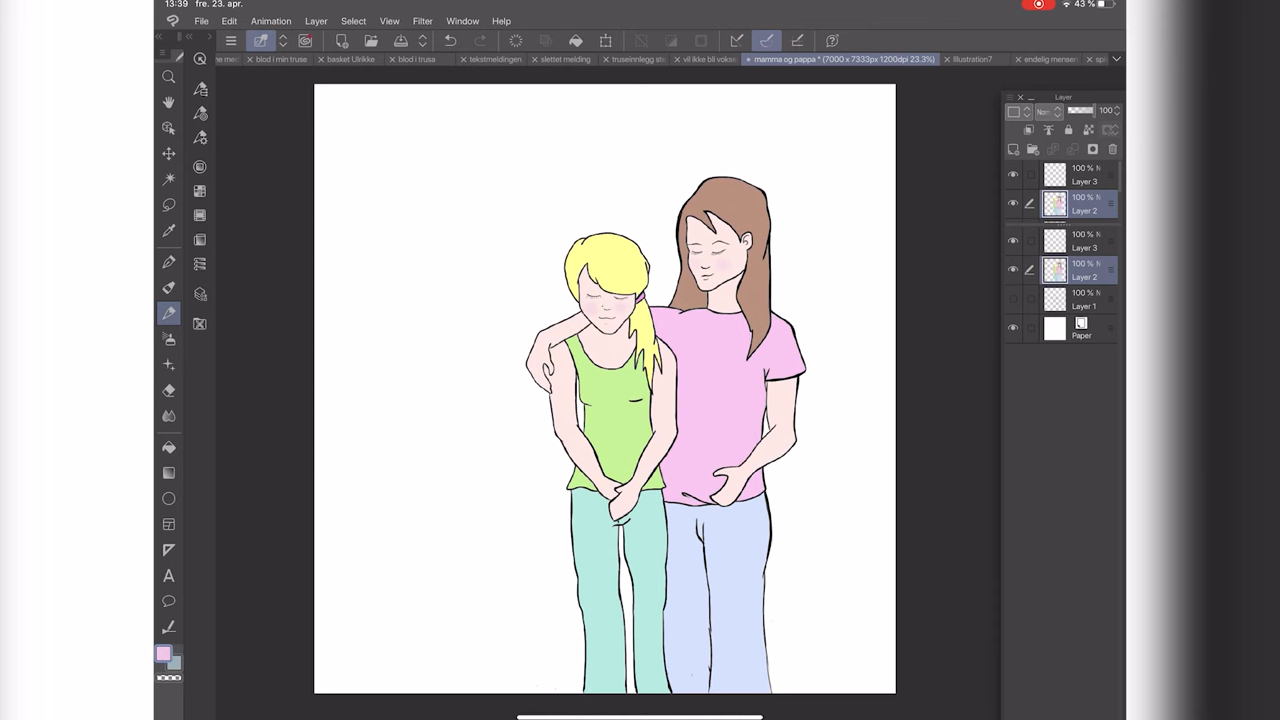 13:39 fre. 23. apr. 43 %
File Edit Animation Layer Select View Filter Window Help
blod i min truse basket Ulrikke blod i trusa tekstmeldingen slettet melding truseinnlegg vil ikke bli mamma og pappa * (7000 x 7333px 1200dpi 23.3%) Illustration7 endelig
Layer
100
100 %
Layer 3
100 %
Layer 2
100 %
Layer 3
100 %
Layer 2
100 %
Layer 1
Paper
A